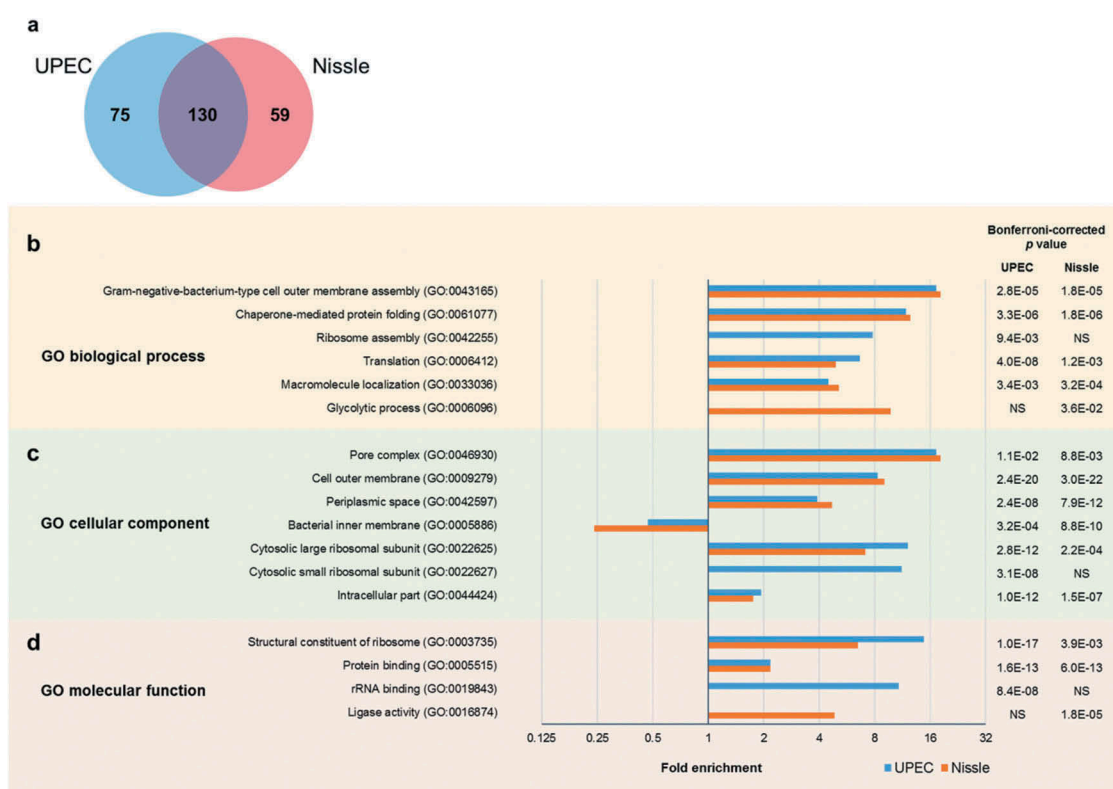 a
UPEC
Nissle
75
130
59
b
Bonferroni-corrected
p value
UPEC Nissle
GO biological process
Gram-negative-bacterium-type cell outer membrane assembly (GO:0043165) 2.8E-05 1.8E-05
Chaperone-mediated protein folding (GO:0061077) 3.3E-06 1.8E-06
Ribosome assembly (GO:0042255) 9.4E-03 NS
Translation (GO:0006412) 4.0E-08 1.2E-03
Macromolecule localization (GO:0033036) 3.4E-03 3.2E-04
Glycolytic process (GO:0006096) NS 3.6E-02
c
GO cellular component
Pore complex (GO:0046930) 1.1E-02 8.8E-03
Cell outer membrane (GO:0009279) 2.4E-20 3.0E-22
Periplasmic space (GO:0042597) 2.4E-08 7.9E-12
Bacterial inner membrane (GO:0005886) 3.2E-04 8.8E-10
Cytosolic large ribosomal subunit (GO:0022625) 2.8E-12 2.2E-04
Cytosolic small ribosomal subunit (GO:0022627) 3.1E-08 NS
Intracellular part (GO:0044424) 1.0E-12 1.5E-07
d
GO molecular function
Structural constituent of ribosome (GO:0003735) 1.0E-17 3.9E-03
Protein binding (GO:0005515) 1.6E-13 6.0E-13
rRNA binding (GO:0019843) 8.4E-08 NS
Ligase activity (GO:0016874) NS 1.8E-05
0.125 0.25 0.5 1 2 4 8 16 32
Fold enrichment
UPEC Nissle